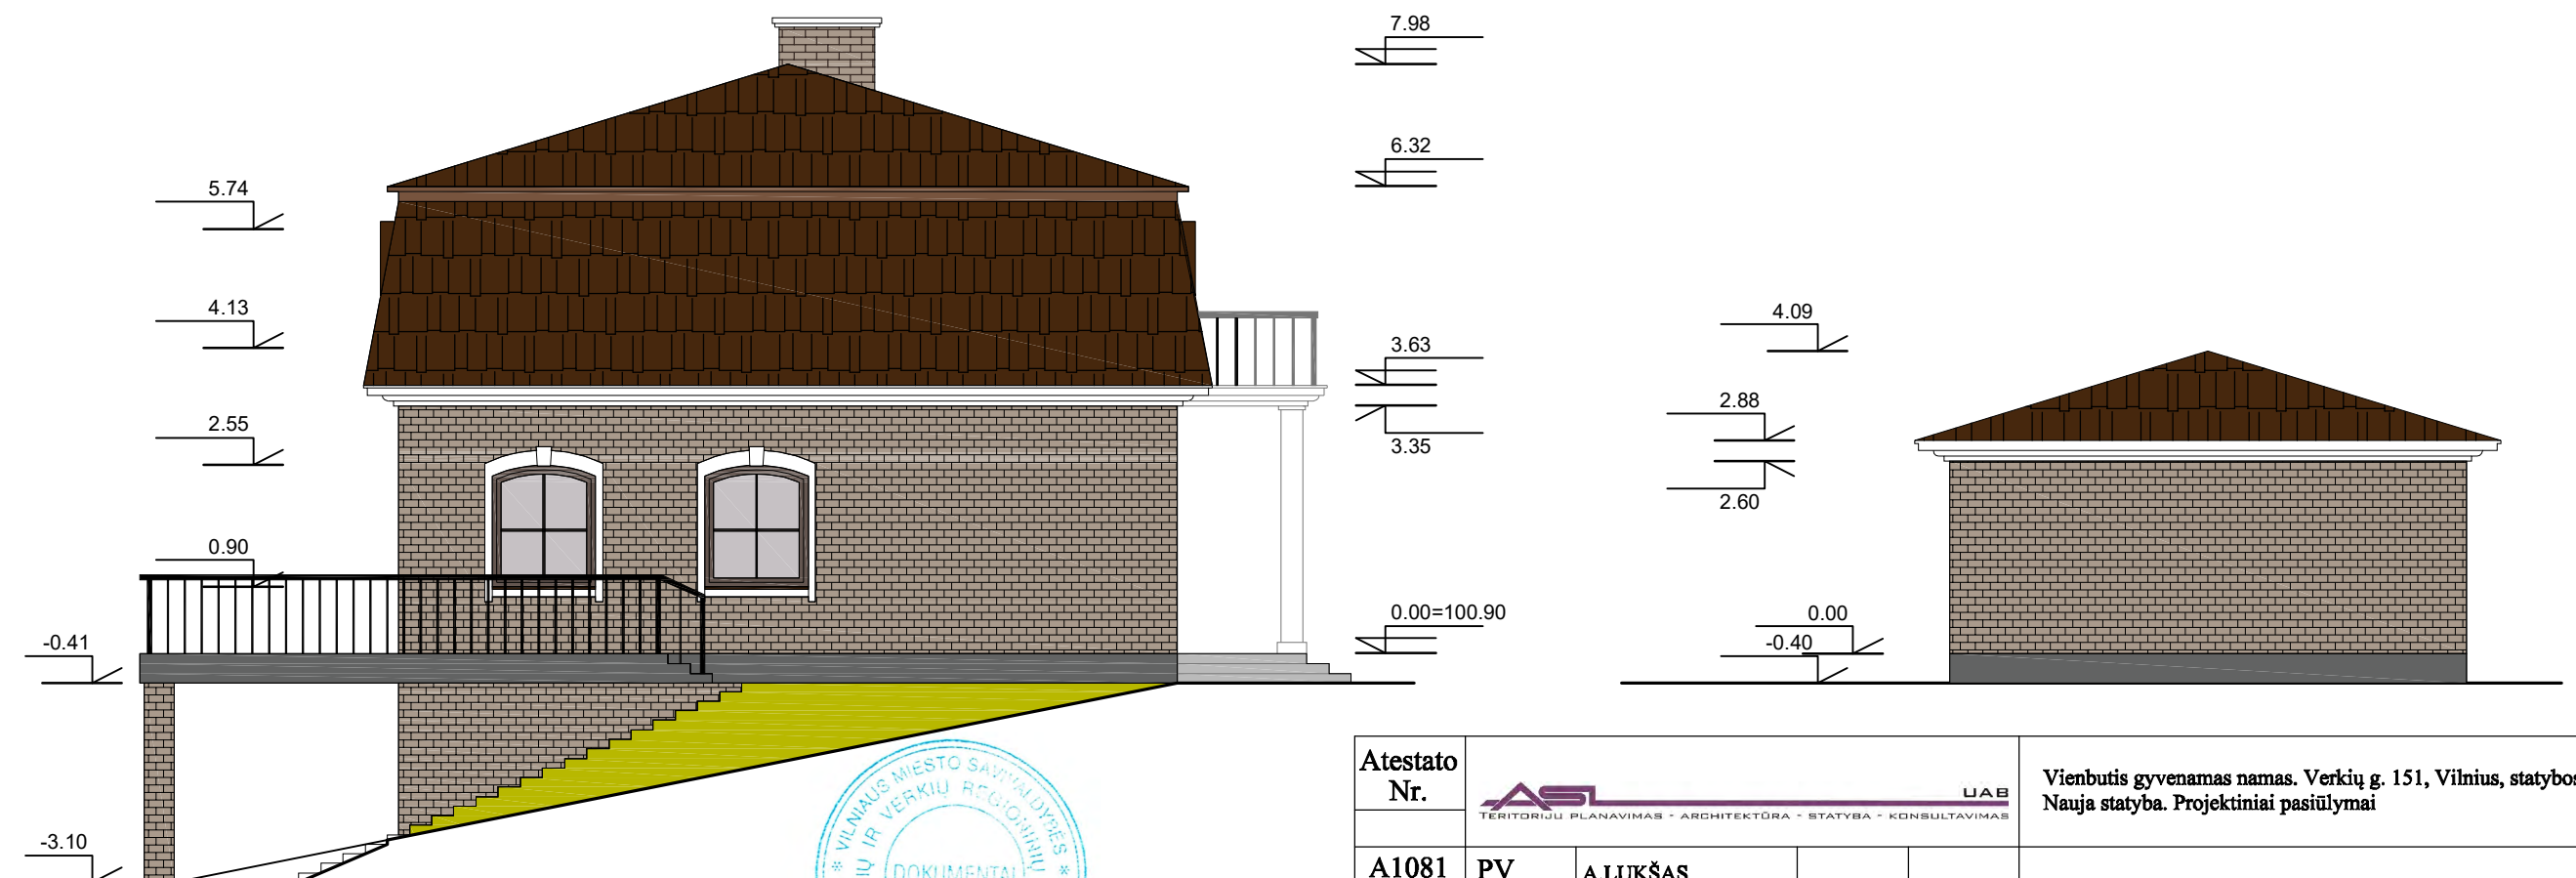 7.98
6.32
5.74
4.13
3.63
3.35
2.55
0.90
0.00=100.90
-0.41
-3.10
4.09
2.88
2.60
0.00
-0.40
VILNIAUS MIESTO SAVIVALDYBĖS
IR VERKIŲ REGIONINIŲ
DOKUMENTAI
Atestato
Nr.
ASL UAB
TERITORIJŲ PLANAVIMAS - ARCHITEKTŪRA - STATYBA - KONSULTAVIMAS
Vienbutis gyvenamas namas. Verkių g. 151, Vilnius, statybos
Nauja statyba. Projektiniai pasiūlymai
A1081 PV A.LUKŠAS